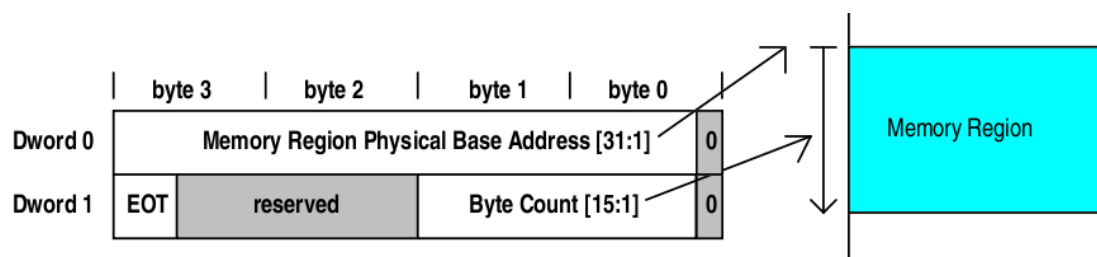 byte 3 byte 2 byte 1 byte 0
Dword 0 Memory Region Physical Base Address [31:1] 0
Memory Region
Dword 1 EOT reserved Byte Count [15:1] 0